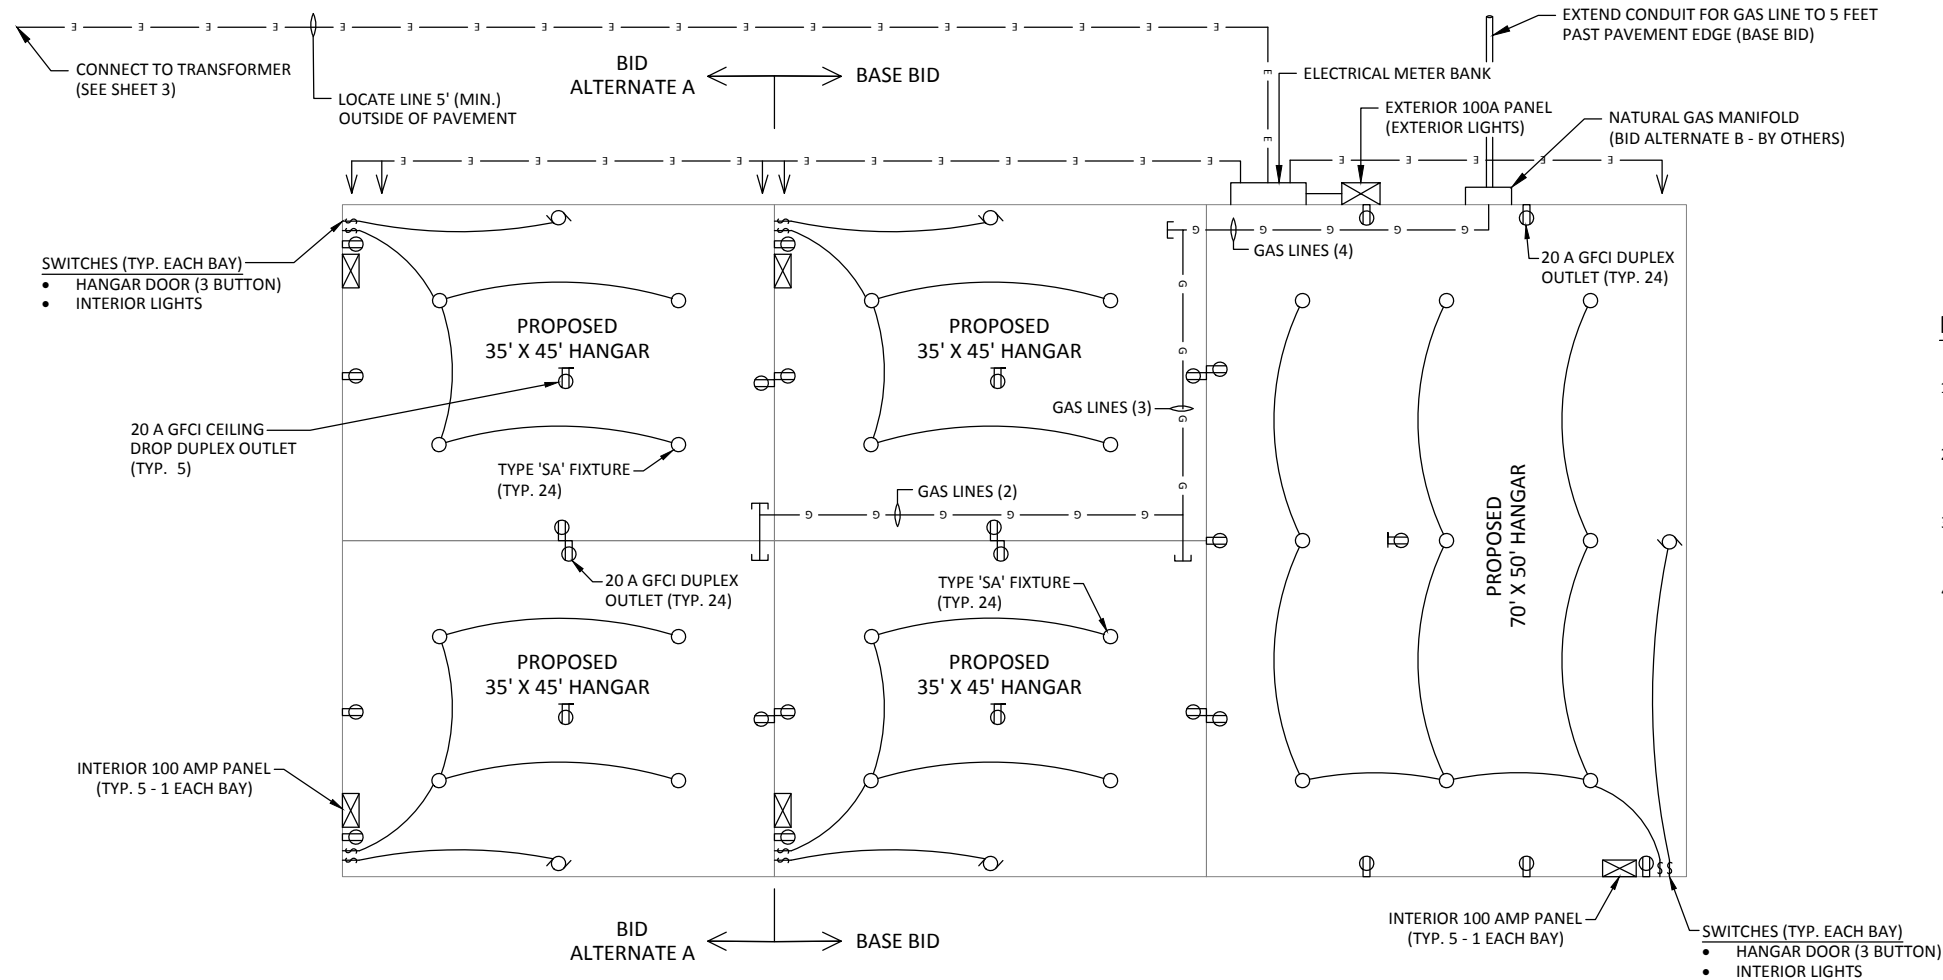 EXTEND CONDUIT FOR GAS LINE TO 5 FEET
PAST PAVEMENT EDGE (BASE BID)
CONNECT TO TRANSFORMER
(SEE SHEET 3)
LOCATE LINE 5' (MIN.)
OUTSIDE OF PAVEMENT
BID
ALTERNATE A
BASE BID
ELECTRICAL METER BANK
EXTERIOR 100A PANEL
(EXTERIOR LIGHTS)
NATURAL GAS MANIFOLD
(BID ALTERNATE B - BY OTHERS)
SWITCHES (TYP. EACH BAY)
• HANGAR DOOR (3 BUTTON)
• INTERIOR LIGHTS
GAS LINES (4)
20 A GFCI DUPLEX
OUTLET (TYP. 24)
PROPOSED
35' X 45' HANGAR
PROPOSED
35' X 45' HANGAR
20 A GFCI CEILING
DROP DUPLEX OUTLET
(TYP. 5)
GAS LINES (3)
TYPE 'SA' FIXTURE
(TYP. 24)
GAS LINES (2)
PROPOSED
70' X 50' HANGAR
20 A GFCI DUPLEX
OUTLET (TYP. 24)
TYPE 'SA' FIXTURE
(TYP. 24)
PROPOSED
35' X 45' HANGAR
PROPOSED
35' X 45' HANGAR
INTERIOR 100 AMP PANEL
(TYP. 5 - 1 EACH BAY)
INTERIOR 100 AMP PANEL
(TYP. 5 - 1 EACH BAY)
SWITCHES (TYP. EACH BAY)
• HANGAR DOOR (3 BUTTON)
• INTERIOR LIGHTS
BID
ALTERNATE A
BASE BID